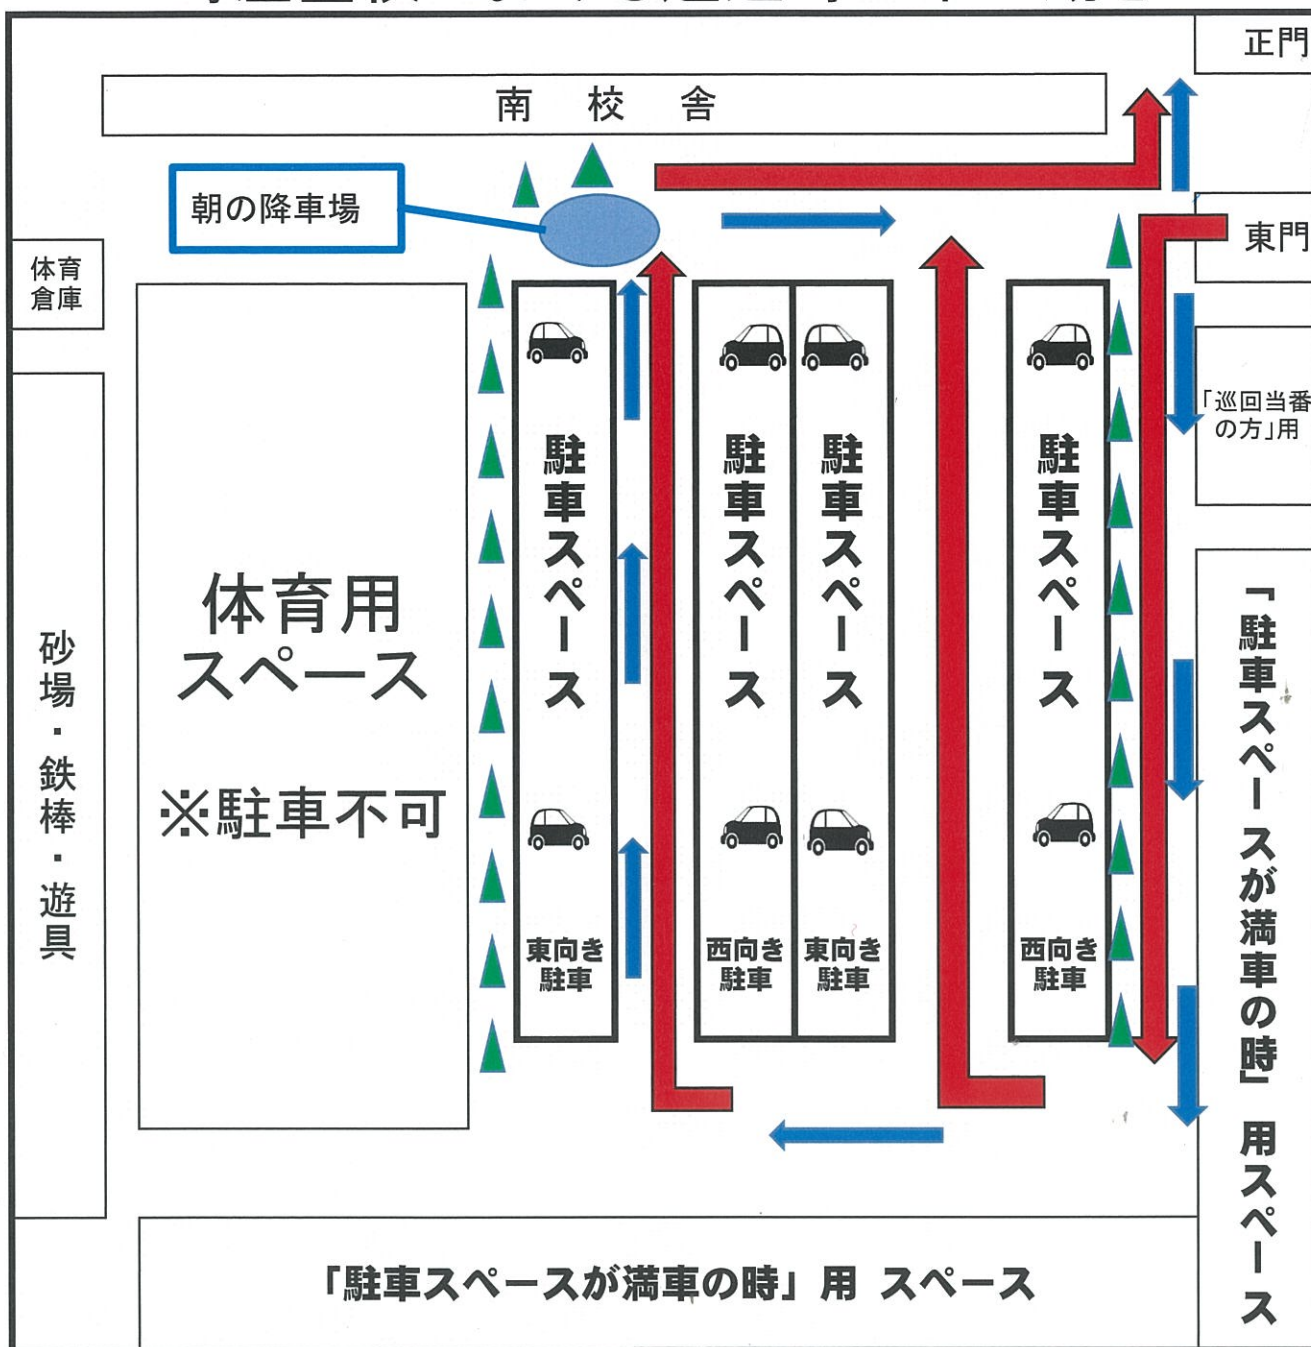 正門
南校舎
朝の降車場
東門
体育
倉庫
「巡回当番
の方」用
駐車スペース
駐車スペース
駐車スペース
駐車スペース
体育用
スペース
※駐車不可
砂場・鉄棒・遊具
東向き
駐車
西向き
駐車
東向き
駐車
西向き
駐車
「駐車スペースが満車の時」用スペース
「駐車スペースが満車の時」用 スペース